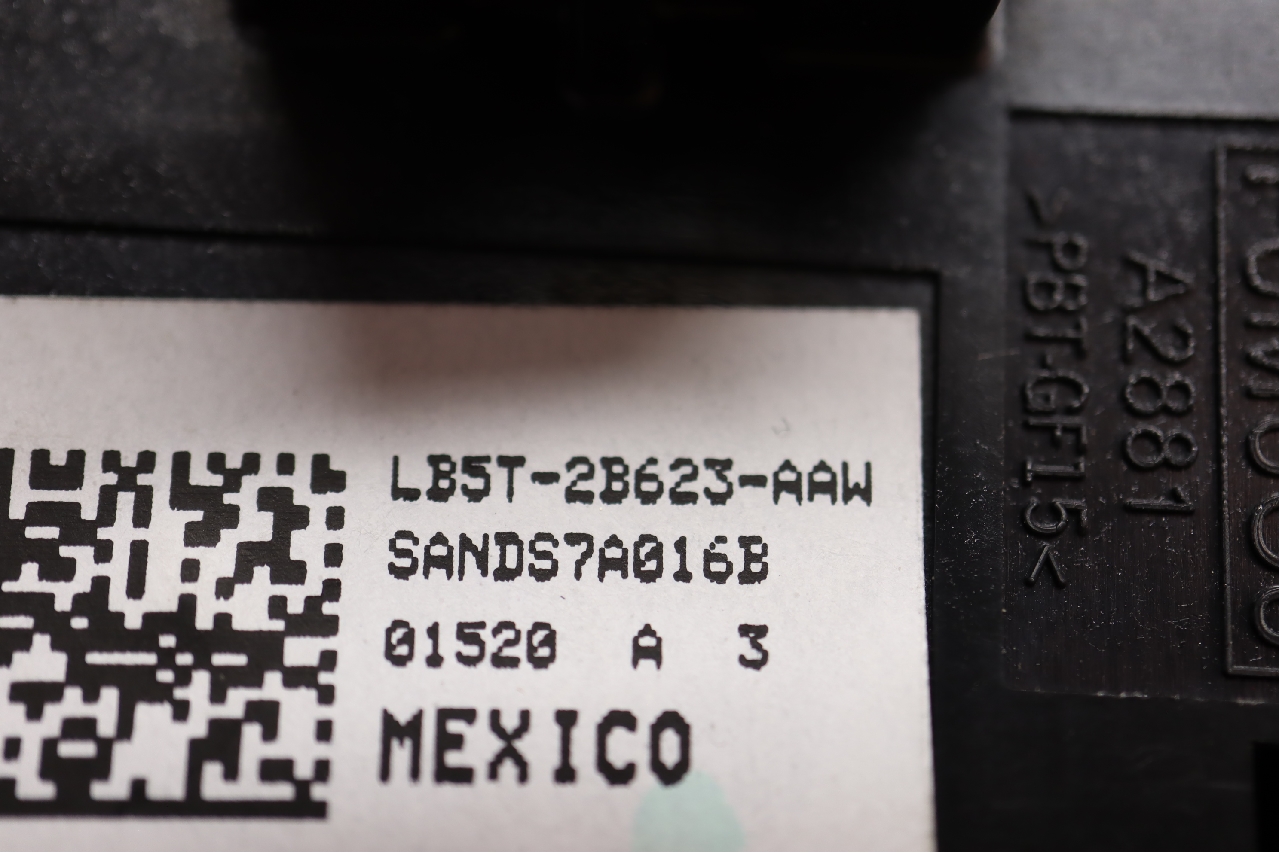 LB5T-2B623-AAW
SANDS7A016B
01520 A 3
MEXICO
>PBT-GF15<
A2881